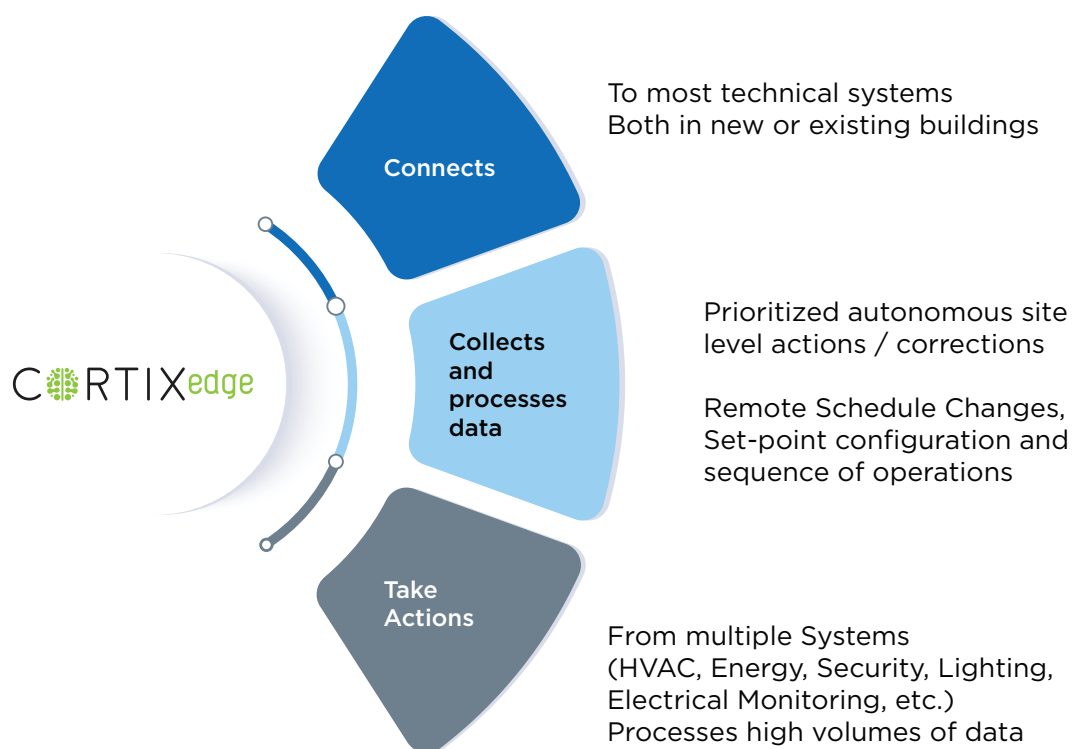 Connects
To most technical systems
Both in new or existing buildings
CORTIXedge
Collects
and
processes
data
Prioritized autonomous site
level actions / corrections
Remote Schedule Changes,
Set-point configuration and
sequence of operations
Take
Actions
From multiple Systems
(HVAC, Energy, Security, Lighting,
Electrical Monitoring, etc.)
Processes high volumes of data